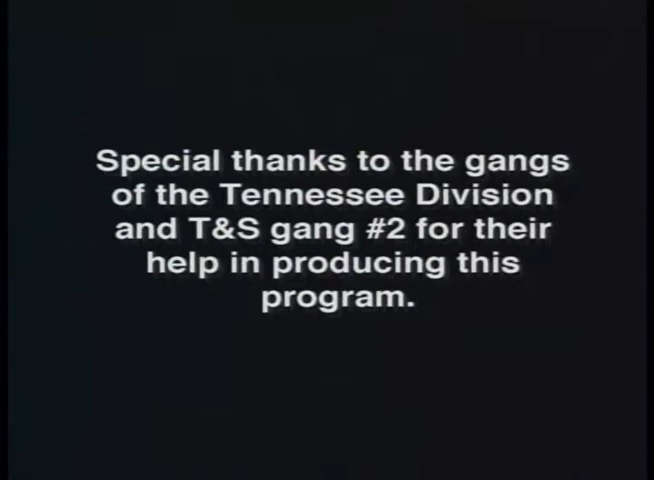 Special thanks to the gangs
of the Tennessee Division
and T&S gang #2 for their
help in producing this
program.